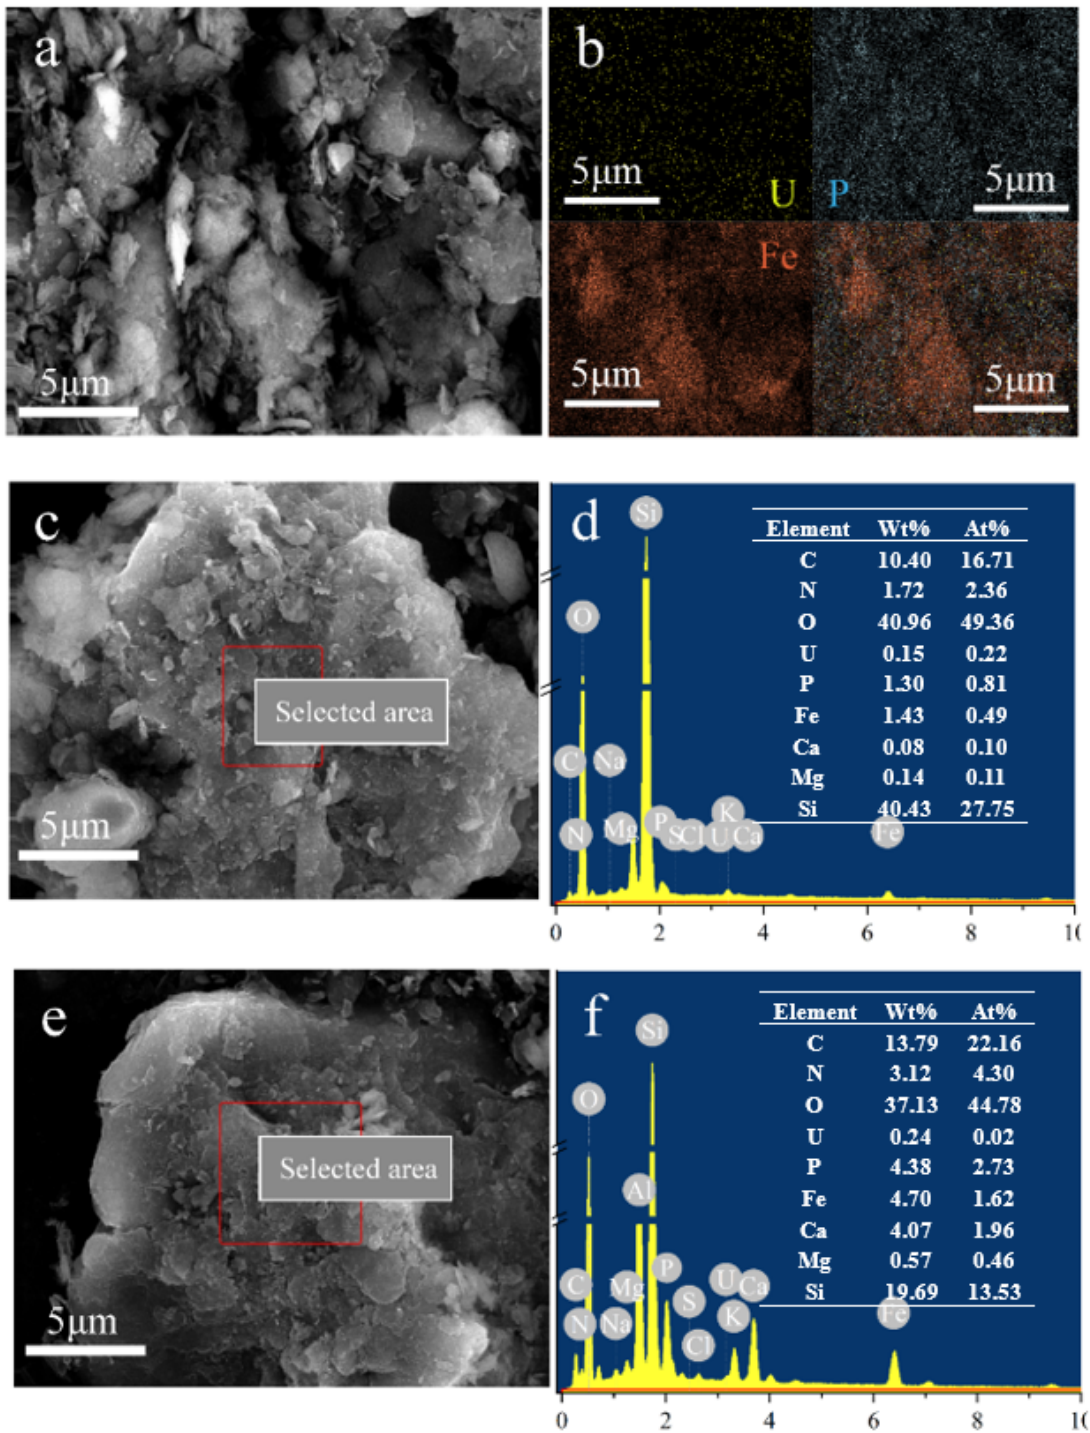 a
5μm
b
5μm
U
P
5μm
Fe
5μm
5μm
c
Selected area
5μm
d
Si
O
C
Na
N
Mg
P
S
Cl
K
U
Ca
Fe
Element Wt% At%
C 10.40 16.71
N 1.72 2.36
O 40.96 49.36
U 0.15 0.22
P 1.30 0.81
Fe 1.43 0.49
Ca 0.08 0.10
Mg 0.14 0.11
Si 40.43 27.75
0 2 4 6 8 10
e
Selected area
5μm
f
Si
O
Al
C
Mg
P
U
Ca
N
Na
S
K
Cl
Fe
Element Wt% At%
C 13.79 22.16
N 3.12 4.30
O 37.13 44.78
U 0.24 0.02
P 4.38 2.73
Fe 4.70 1.62
Ca 4.07 1.96
Mg 0.57 0.46
Si 19.69 13.53
0 2 4 6 8 10